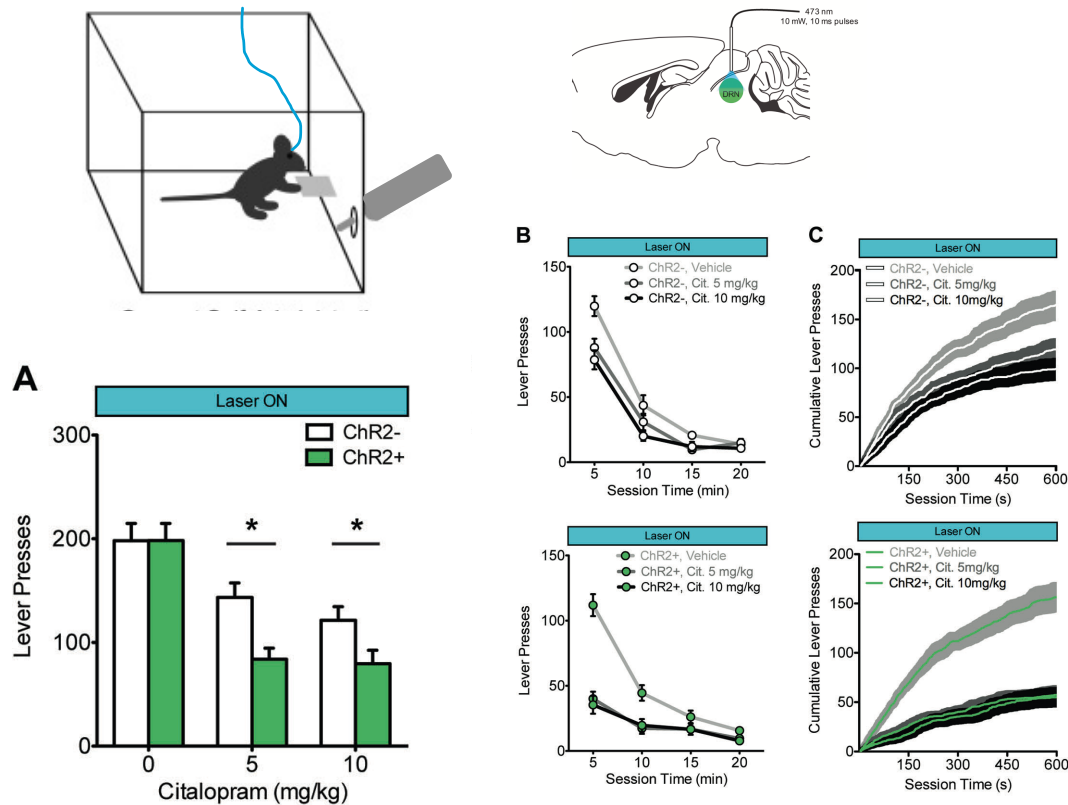 473 nm
10 mW, 10 ms pulses
DRN
A
Laser ON
ChR2-
ChR2+
*
*
Lever Presses
300
200
100
0
0
5
10
Citalopram (mg/kg)
B
Laser ON
ChR2-, Vehicle
ChR2-, Cit. 5 mg/kg
ChR2-, Cit. 10 mg/kg
Lever Presses
150
100
50
0
5
10
15
20
Session Time (min)
Laser ON
ChR2+, Vehicle
ChR2+, Cit. 5 mg/kg
ChR2+, Cit. 10 mg/kg
Lever Presses
150
100
50
0
5
10
15
20
Session Time (min)
C
Laser ON
ChR2-, Vehicle
ChR2-, Cit. 5mg/kg
ChR2-, Cit. 10mg/kg
Cumulative Lever Presses
200
150
100
50
0
150
300
450
600
Session Time (s)
Laser ON
ChR2+, Vehicle
ChR2+, Cit. 5mg/kg
ChR2+, Cit. 10mg/kg
Cumulative Lever Presses
200
150
100
50
0
150
300
450
600
Session Time (s)